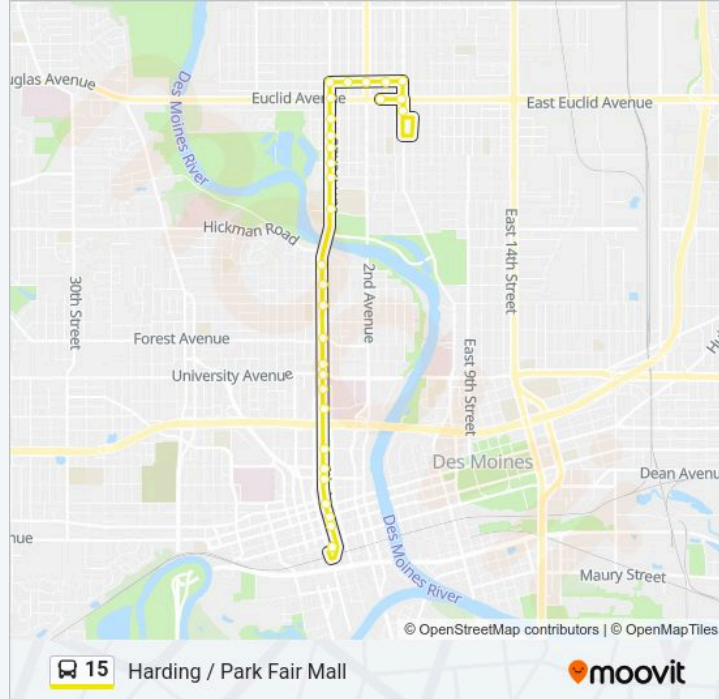 uglas Avenue
Euclid Avenue
East Euclid Avenue
Des Moines River
Hickman Road
East 14th Street
2nd Avenue
30th Street
Forest Avenue
University Avenue
East 9th Street
Des Moines
Dean Avenu
nue
Des Moines River
Maury Street
© OpenStreetMap contributors | © OpenMapTiles
15 Harding / Park Fair Mall
moovit